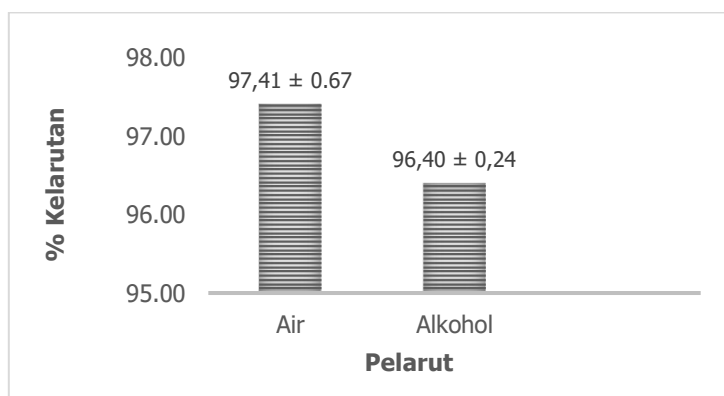 98.00
97,41 ± 0.67
97.00
96,40 ± 0,24
96.00
95.00
% Kelarutan
Air
Alkohol
Pelarut